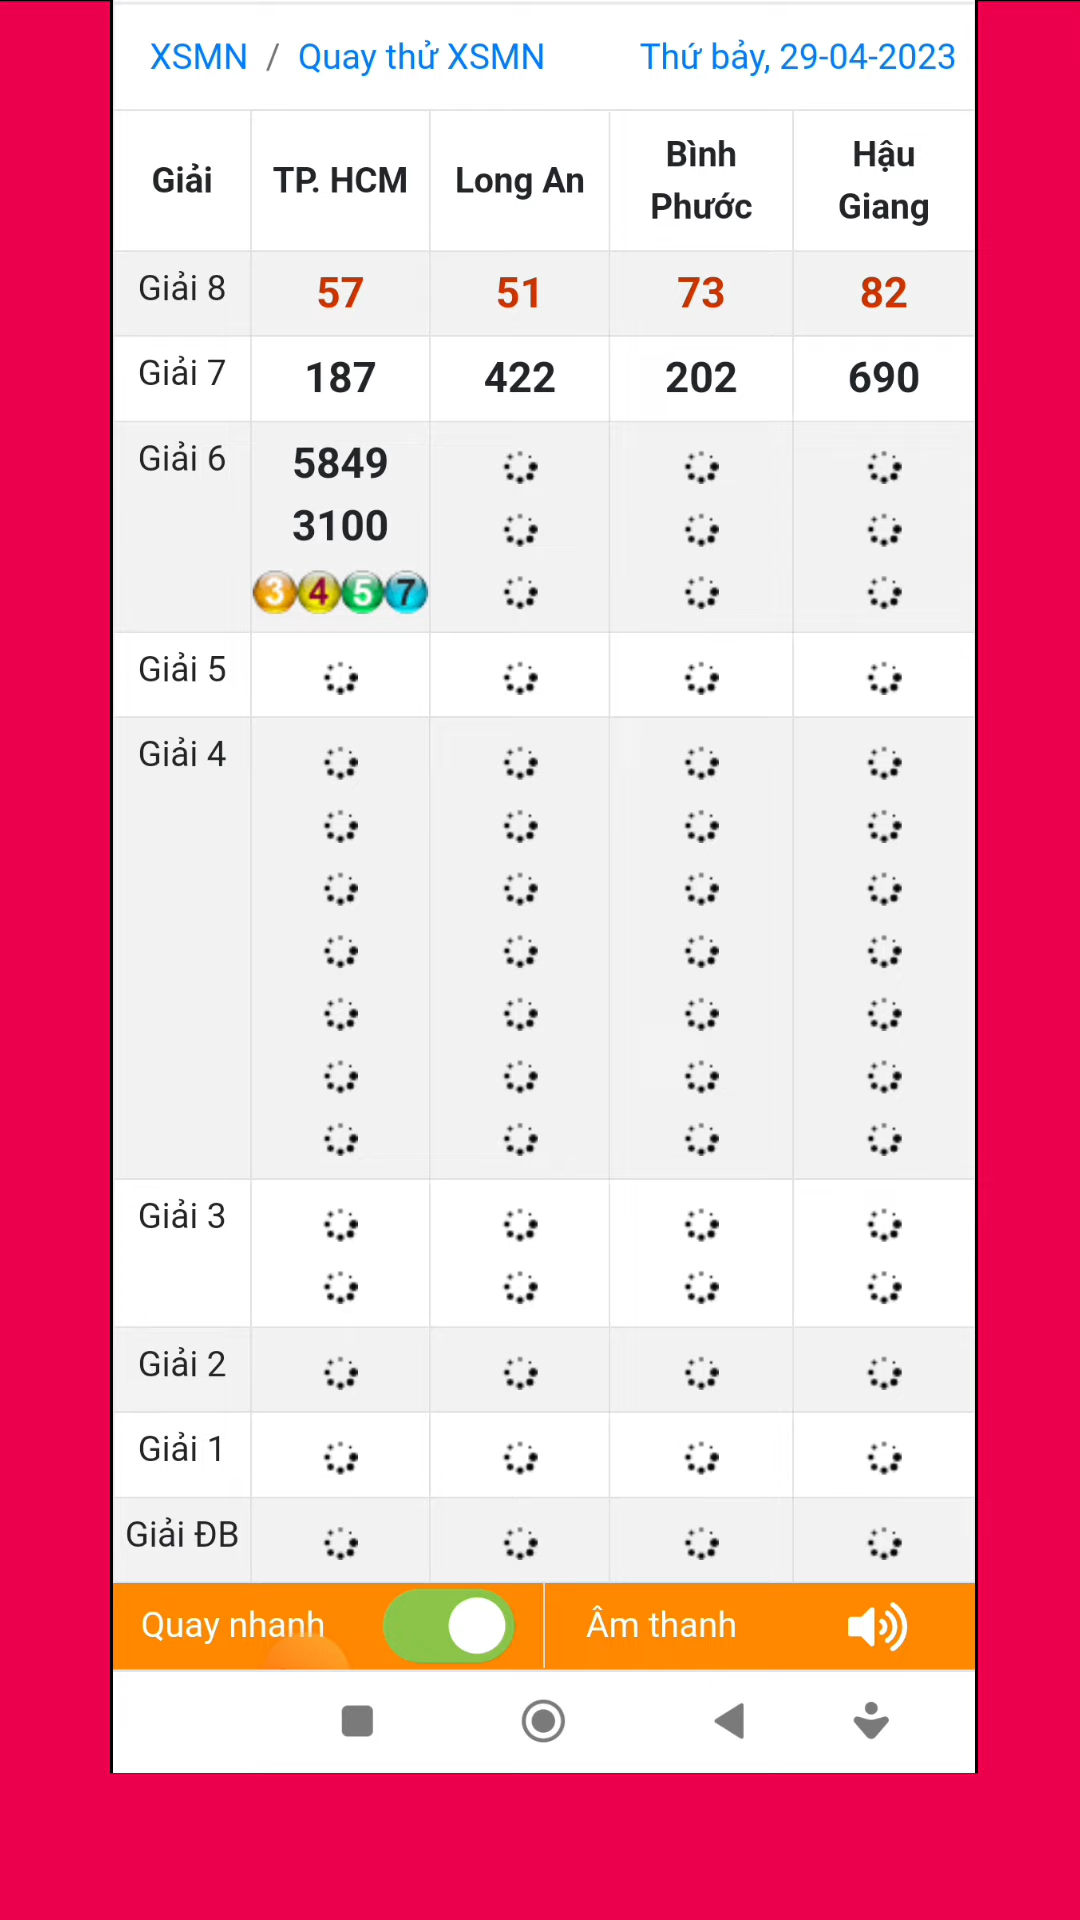 XSMN / Quay thử XSMN Thứ bảy, 29-04-2023
Giải TP. HCM Long An Bình Phước Hậu Giang
Giải 8 57 51 73 82
Giải 7 187 422 202 690
Giải 6 5849
3100
3 4 5 7
Giải 5
Giải 4
Giải 3
Giải 2
Giải 1
Giải ĐB
Quay nhanh Âm thanh